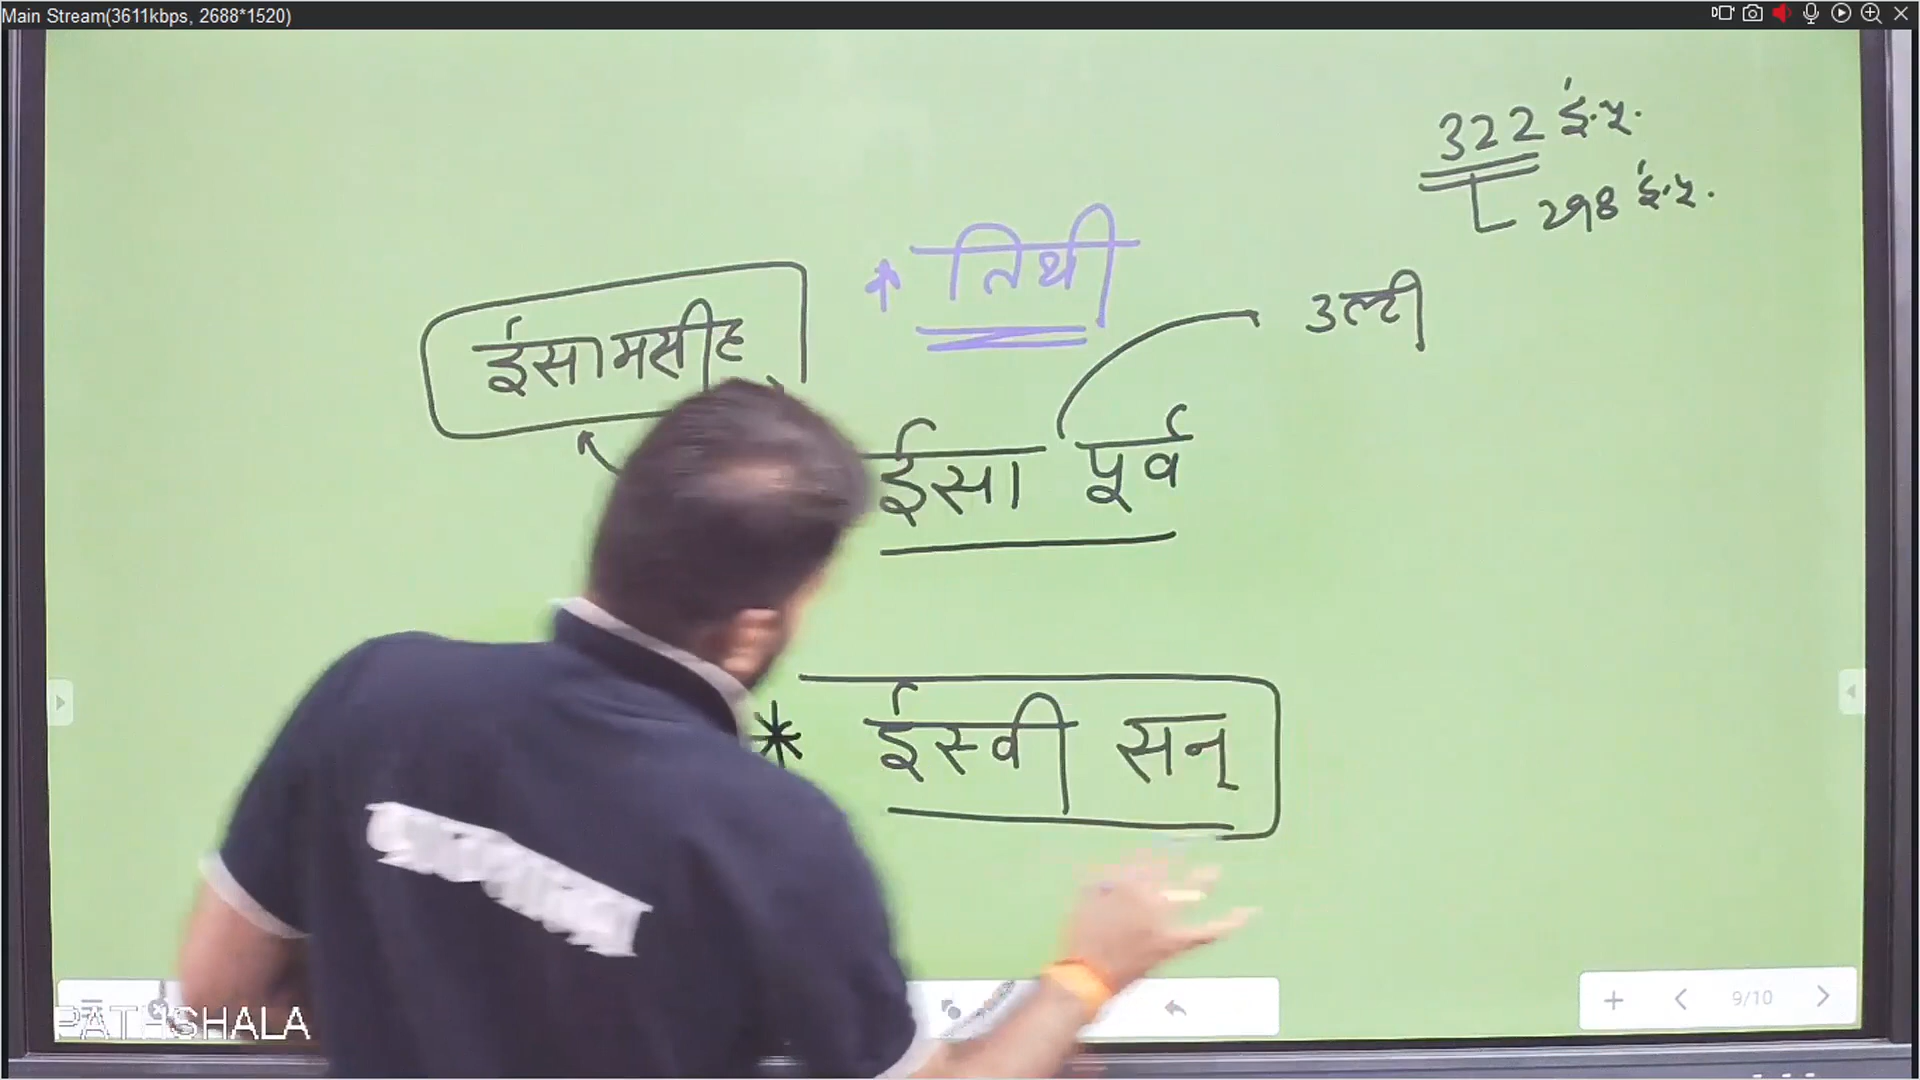 Main Stream(3611kbps, 2688*1520)
322 ई.पू.
298 ई.पू.
* तिथी
ईसामसीह
उल्टी
ईसा पूर्व
* ईस्वी सन्
PATHSHALA
9/10